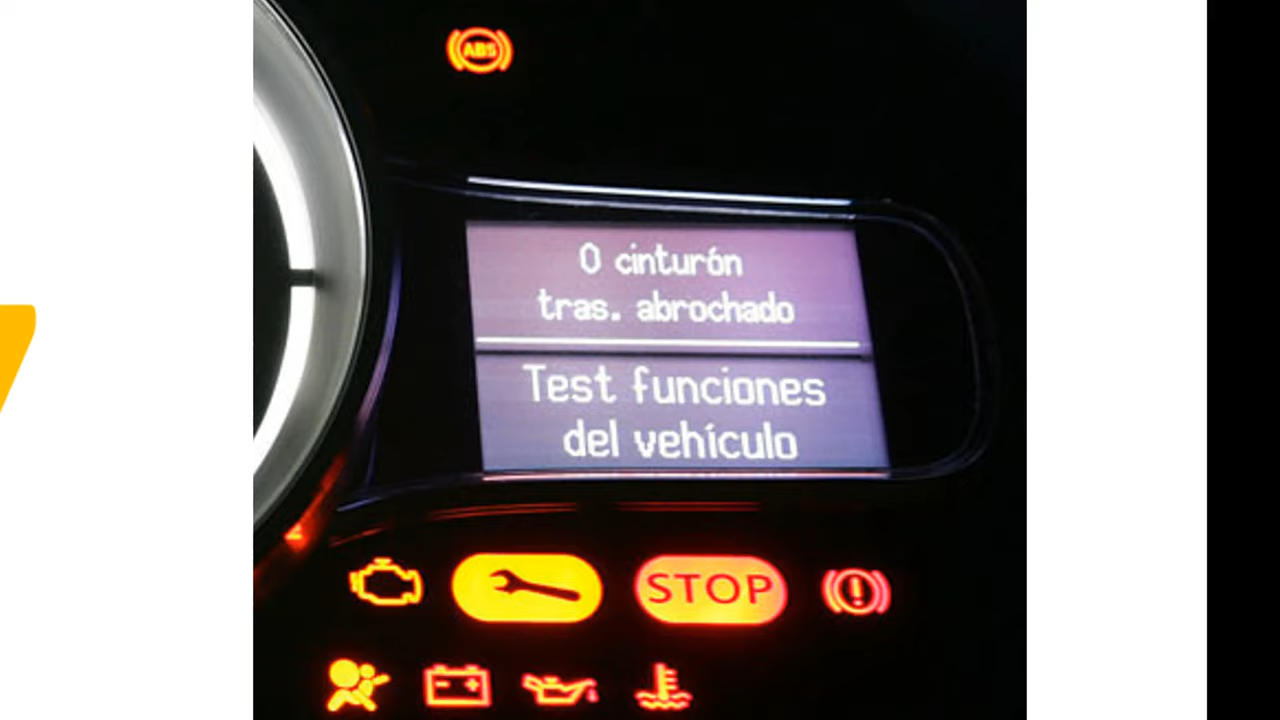 ABS
0 cinturón
tras. abrochado
Test funciones
del vehículo
STOP